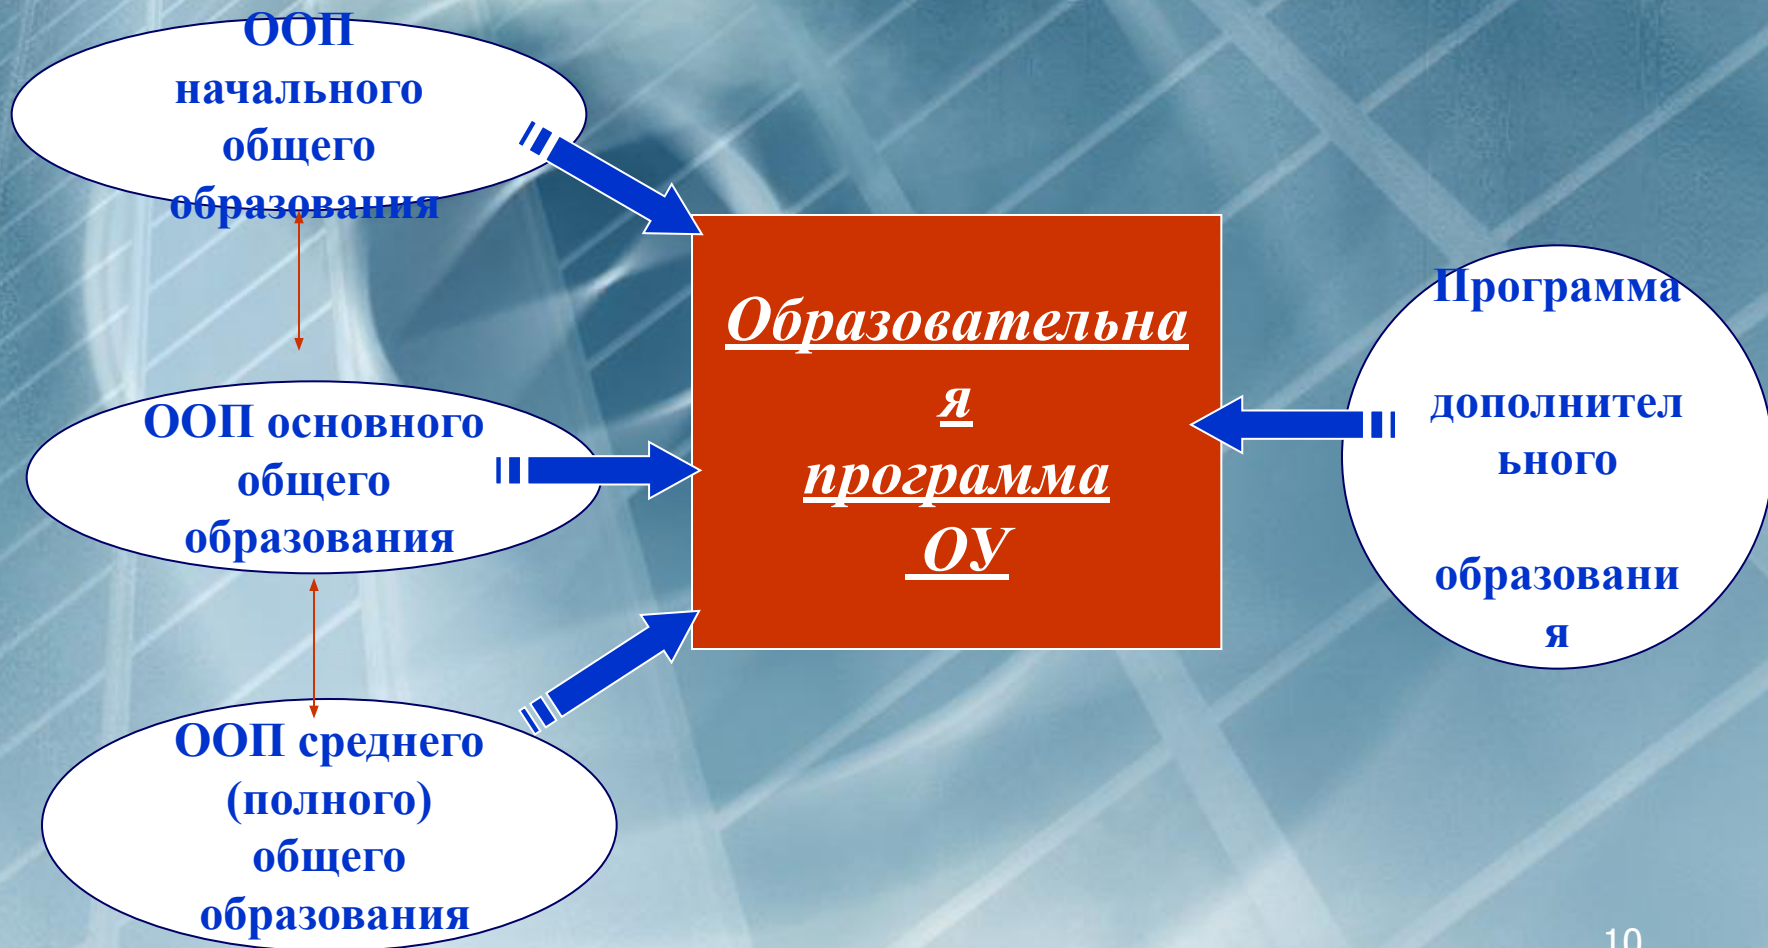 ООП
начального
общего
образования
ООП основного
общего
образования
ООП среднего
(полного)
общего
образования
Образовательна
я
программа
ОУ
Программа
дополнител
ьного
образовани
я
10